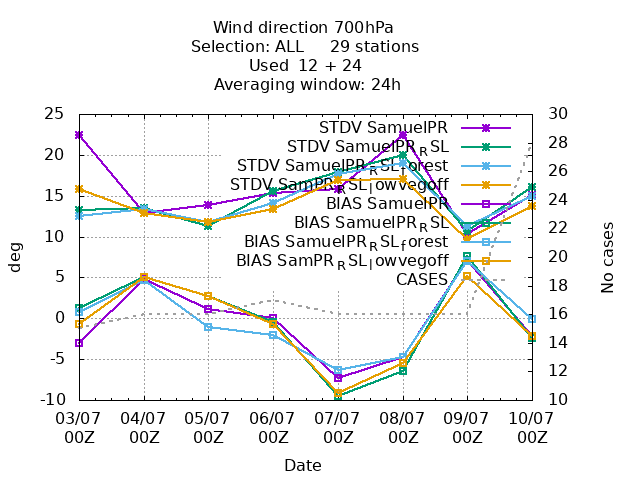 Wind direction 700hPa
Selection: ALL 29 stations
Used 12 + 24
Averaging window: 24h
STDV SamuelPR
STDV SamuelPR_RSL
STDV SamuelPR_RSL_forest
STDV SamPR_RSL_lowvegoff
BIAS SamuelPR
BIAS SamuelPR_RSL
BIAS SamuelPR_RSL_forest
BIAS SamPR_RSL_lowvegoff
CASES
25
20
15
10
5
0
-5
-10
deg
30
28
26
24
22
20
18
16
14
12
10
No cases
03/07 04/07 05/07 06/07 07/07 08/07 09/07 10/07
00Z 00Z 00Z 00Z 00Z 00Z 00Z 00Z
Date